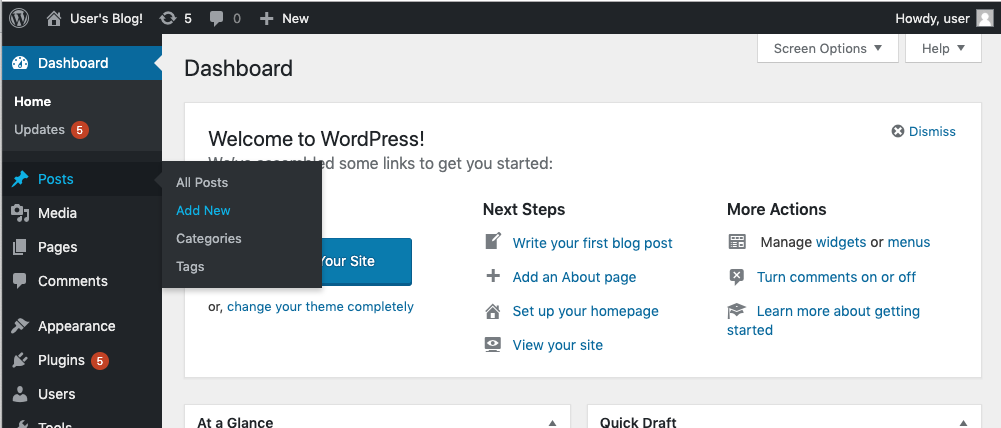 User's Blog! 5 0 New Howdy, user
Screen Options Help
Dashboard
Home
Updates 5
Posts
Media
Pages
Comments
Appearance
Plugins 5
Users
Tools
All Posts
Add New
Categories
Tags
Dashboard
Welcome to WordPress!
Dismiss
We've assembled some links to get you started:
Your Site
or, change your theme completely
Next Steps
Write your first blog post
Add an About page
Set up your homepage
View your site
More Actions
Manage widgets or menus
Turn comments on or off
Learn more about getting
started
At a Glance
Quick Draft